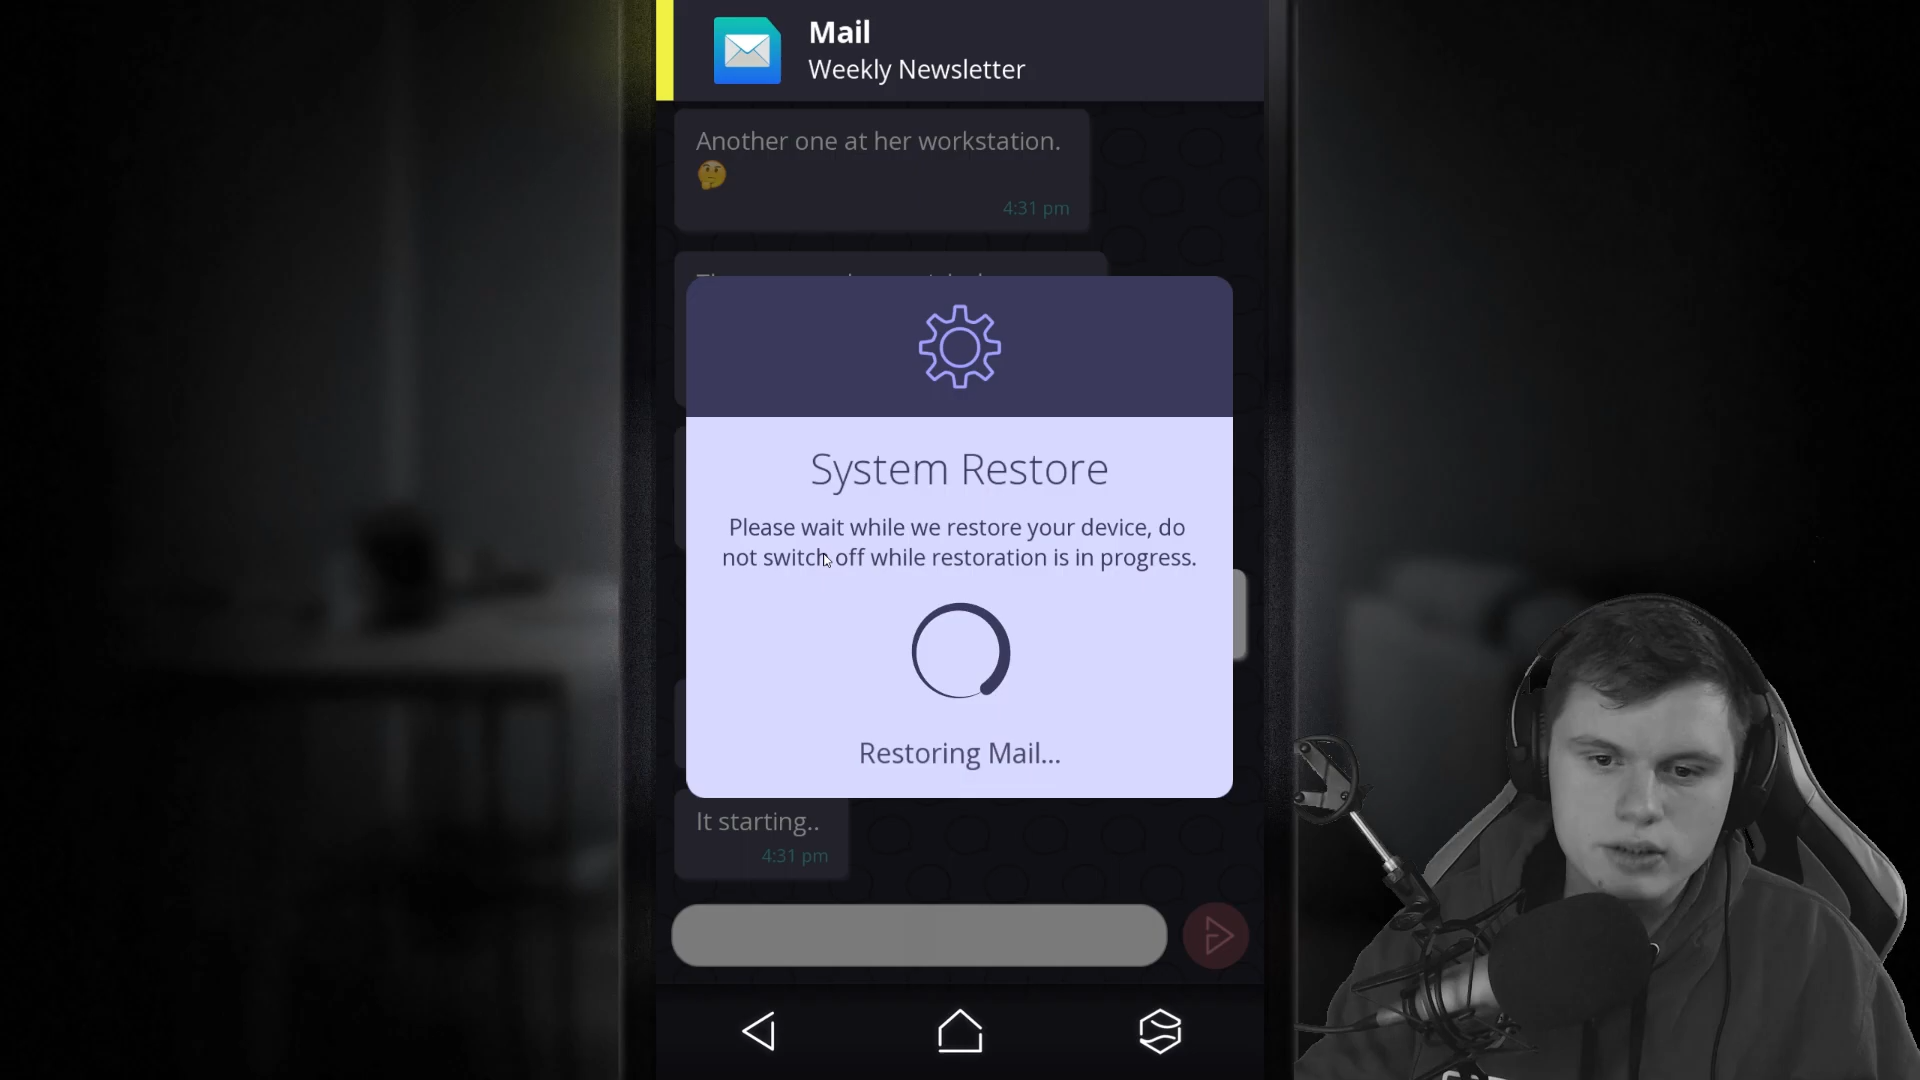 Mail
Weekly Newsletter
Another one at her workstation.
4:31 pm
System Restore
Please wait while we restore your device, do
not switch off while restoration is in progress.
Restoring Mail...
It starting..
4:31 pm